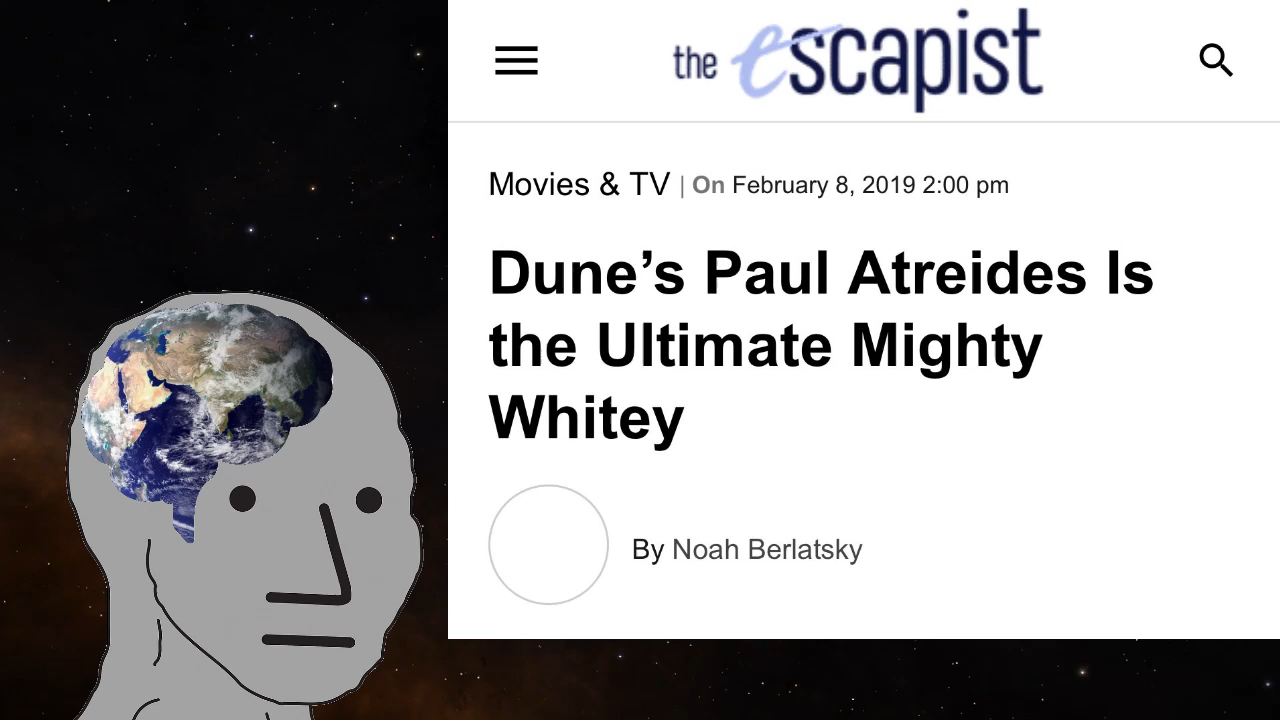 the escapist
Movies & TV | On February 8, 2019 2:00 pm
Dune’s Paul Atreides Is
the Ultimate Mighty
Whitey
By Noah Berlatsky